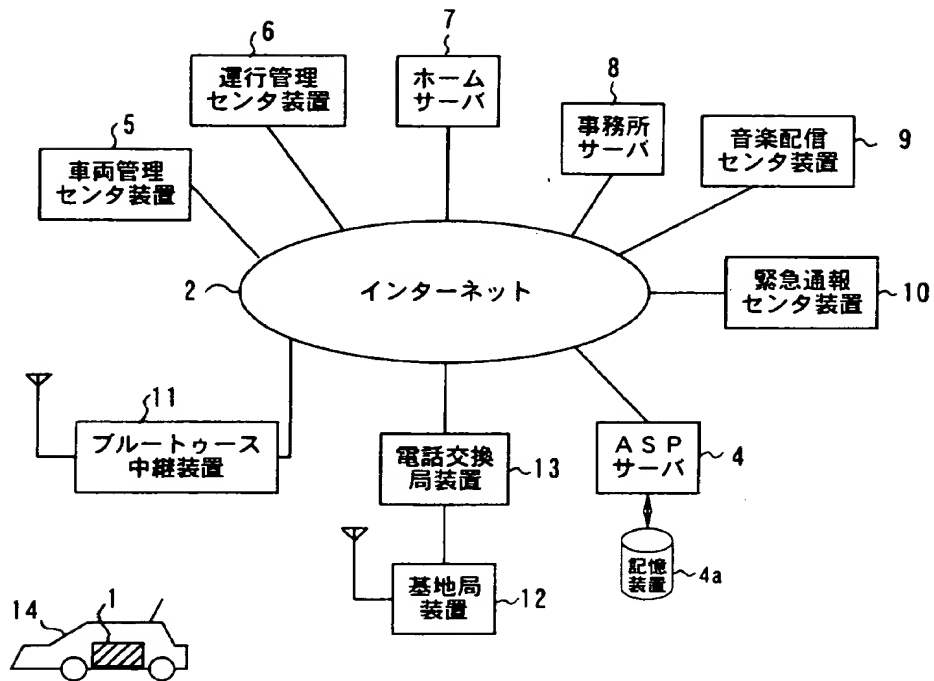 7
6
ホーム
サーバ
運行管理
センタ装置
8
事務所
サーバ
5
車両管理
センタ装置
音楽配信
センタ装置
9
2
インターネット
緊急通報
センタ装置
10
11
ブルートゥース
中継装置
電話交換
局装置
13
ASP
サーバ
4
記憶
装置
4a
基地局
装置
12
14
1